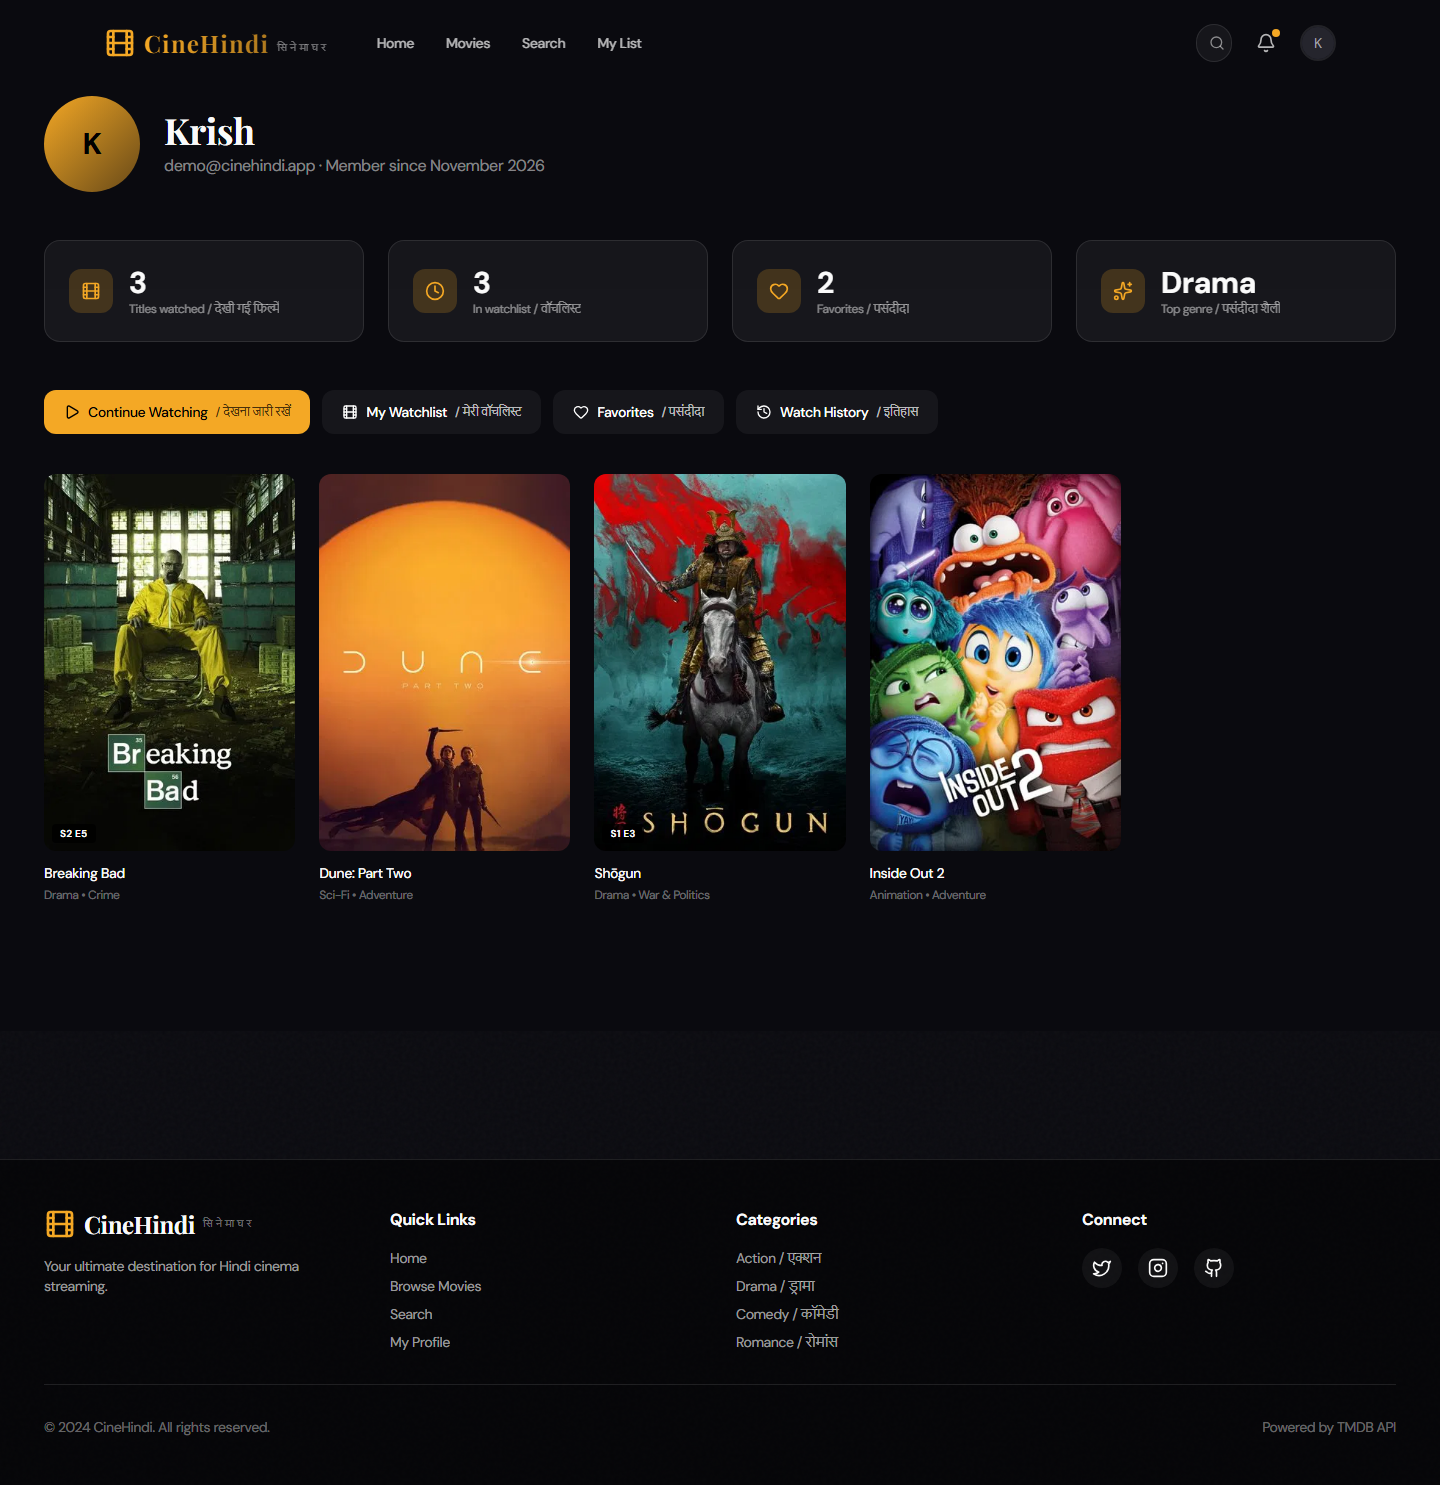 CineHindi सिनेमाघर Home Movies Search My List K
K
Krish
demo@cinehindi.app · Member since November 2026
3
Titles watched / देखी गई फिल्में
3
In watchlist / वॉचलिस्ट
2
Favorites / पसंदीदा
Drama
Top genre / पसंदीदा शैली
Continue Watching / देखना जारी रखें
My Watchlist / मेरी वॉचलिस्ट
Favorites / पसंदीदा
Watch History / इतिहास
35
Breaking
56
Bad
S2 E5
Breaking Bad
Drama • Crime
DUNE
PART TWO
Dune: Part Two
Sci-Fi • Adventure
SHŌGUN
S1 E3
Shōgun
Drama • War & Politics
INSIDE
OUT 2
Inside Out 2
Animation • Adventure
CineHindi सिनेमाघर
Your ultimate destination for Hindi cinema
streaming.
Quick Links
Home
Browse Movies
Search
My Profile
Categories
Action / एक्शन
Drama / ड्रामा
Comedy / कॉमेडी
Romance / रोमांस
Connect
© 2024 CineHindi. All rights reserved.
Powered by TMDB API